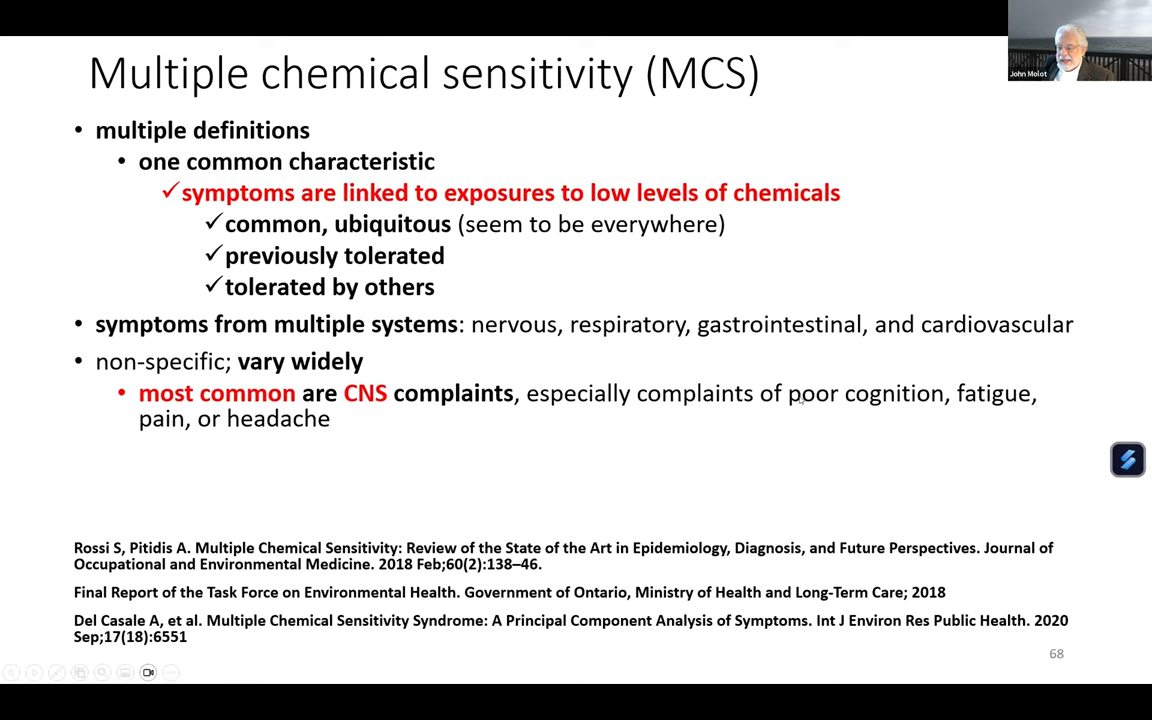 John Molot
Multiple chemical sensitivity (MCS)
• multiple definitions
• one common characteristic
✓symptoms are linked to exposures to low levels of chemicals
✓common, ubiquitous (seem to be everywhere)
✓previously tolerated
✓tolerated by others
• symptoms from multiple systems: nervous, respiratory, gastrointestinal, and cardiovascular
• non-specific; vary widely
• most common are CNS complaints, especially complaints of poor cognition, fatigue,
pain, or headache
Rossi S, Pitidis A. Multiple Chemical Sensitivity: Review of the State of the Art in Epidemiology, Diagnosis, and Future Perspectives. Journal of
Occupational and Environmental Medicine. 2018 Feb;60(2):138–46.
Final Report of the Task Force on Environmental Health. Government of Ontario, Ministry of Health and Long-Term Care; 2018
Del Casale A, et al. Multiple Chemical Sensitivity Syndrome: A Principal Component Analysis of Symptoms. Int J Environ Res Public Health. 2020
Sep;17(18):6551
68